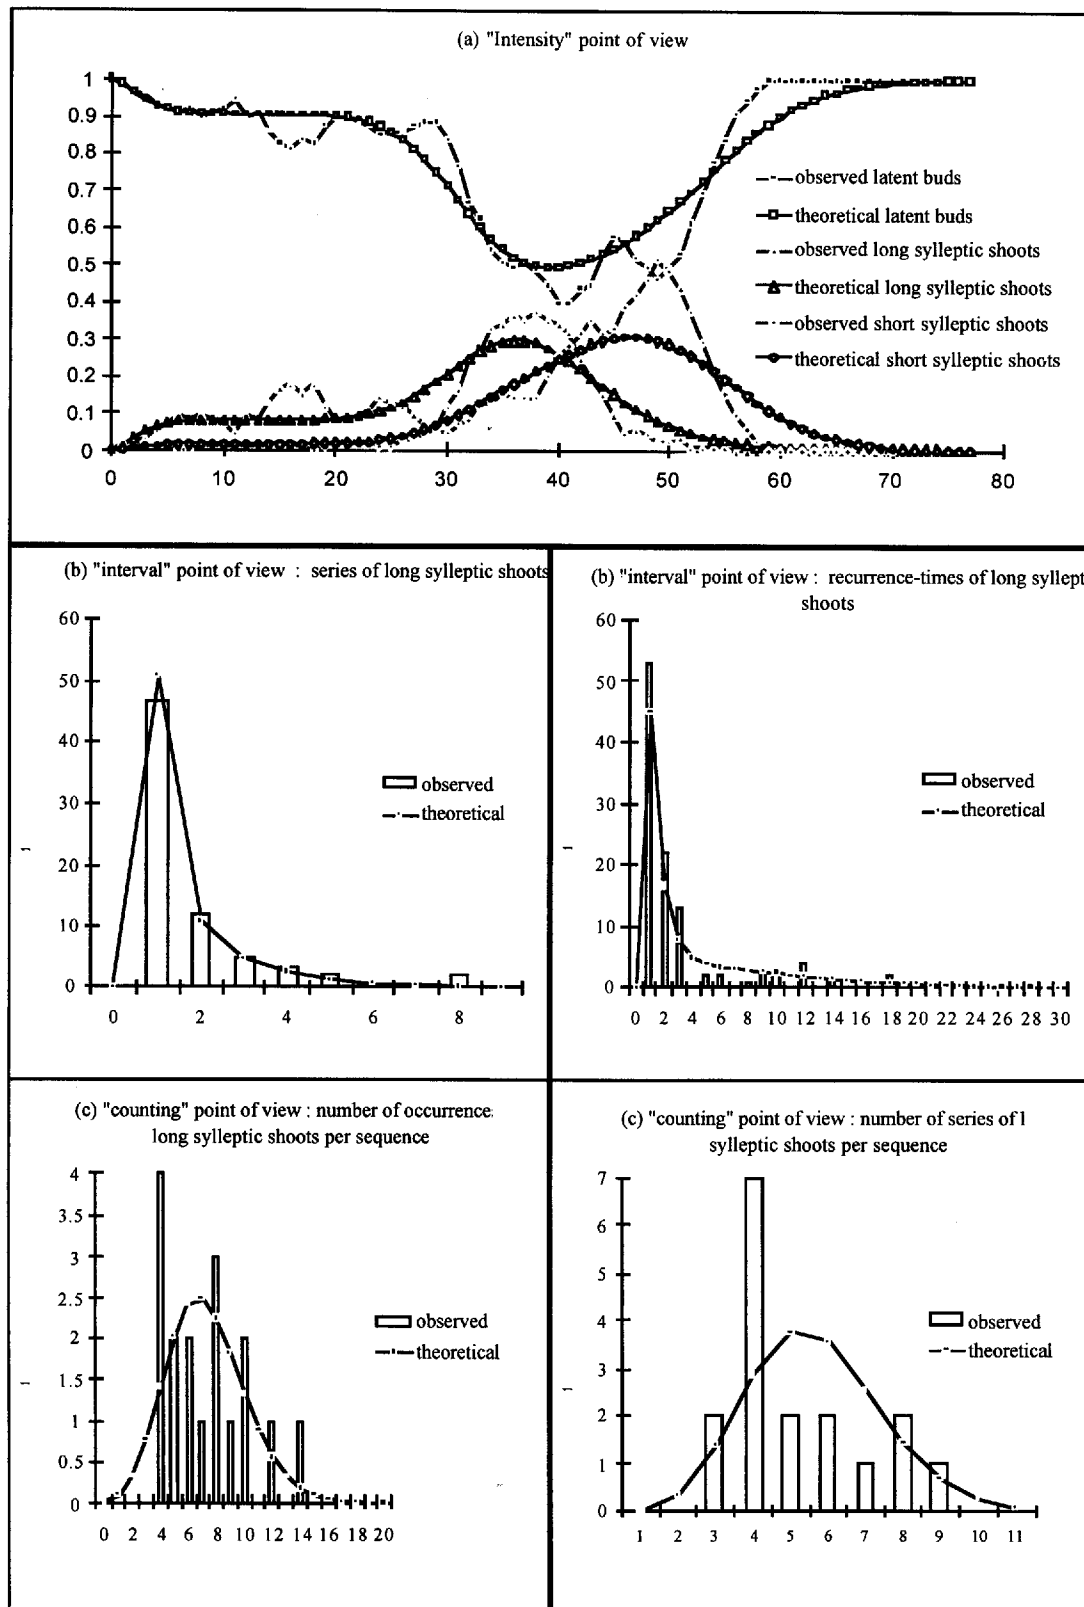 (a) "Intensity" point of view
1
0.9
0.8
0.7
0.6
0.5
0.4
0.3
0.2
0.1
0
0 10 20 30 40 50 60 70 80
observed latent buds
theoretical latent buds
observed long sylleptic shoots
theoretical long sylleptic shoots
observed short sylleptic shoots
theoretical short sylleptic shoots
(b) "interval" point of view : series of long sylleptic shoots
60
50
40
30
20
10
0
0 2 4 6 8
observed
theoretical
(b) "interval" point of view : recurrence-times of long syllept
shoots
60
50
40
30
20
10
0
0 2 4 6 8 10 12 14 16 18 20 22 24 26 28 30
observed
theoretical
(c) "counting" point of view : number of occurrence
long sylleptic shoots per sequence
4
3.5
3
2.5
2
1.5
1
0.5
0
0 2 4 6 8 10 12 14 16 18 20
observed
theoretical
(c) "counting" point of view : number of series of l
sylleptic shoots per sequence
7
6
5
4
3
2
1
0
1 2 3 4 5 6 7 8 9 10 11
observed
theoretical